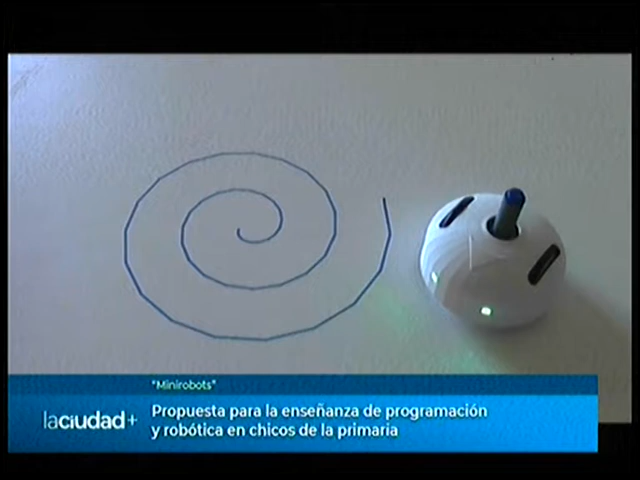 "Minirobots"
laciudad+
Propuesta para la enseñanza de programación
y robótica en chicos de la primaria